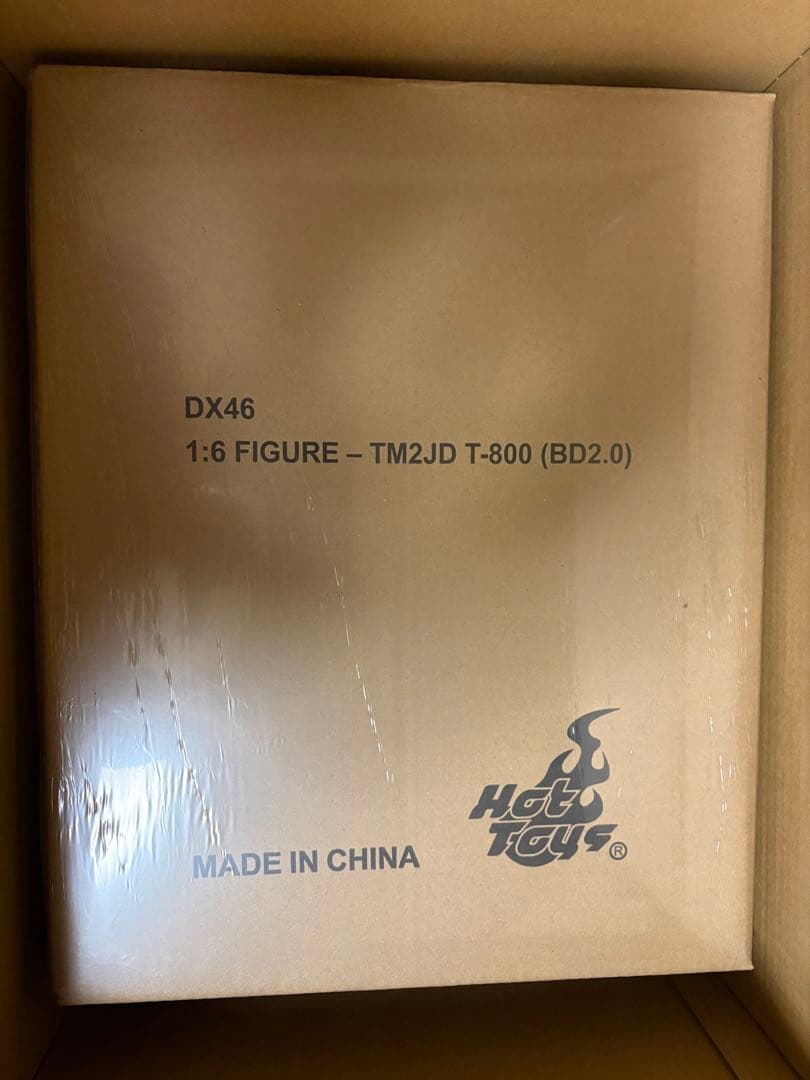 DX46
1:6 FIGURE – TM2JD T-800 (BD2.0)
Hot
Toys®
MADE IN CHINA